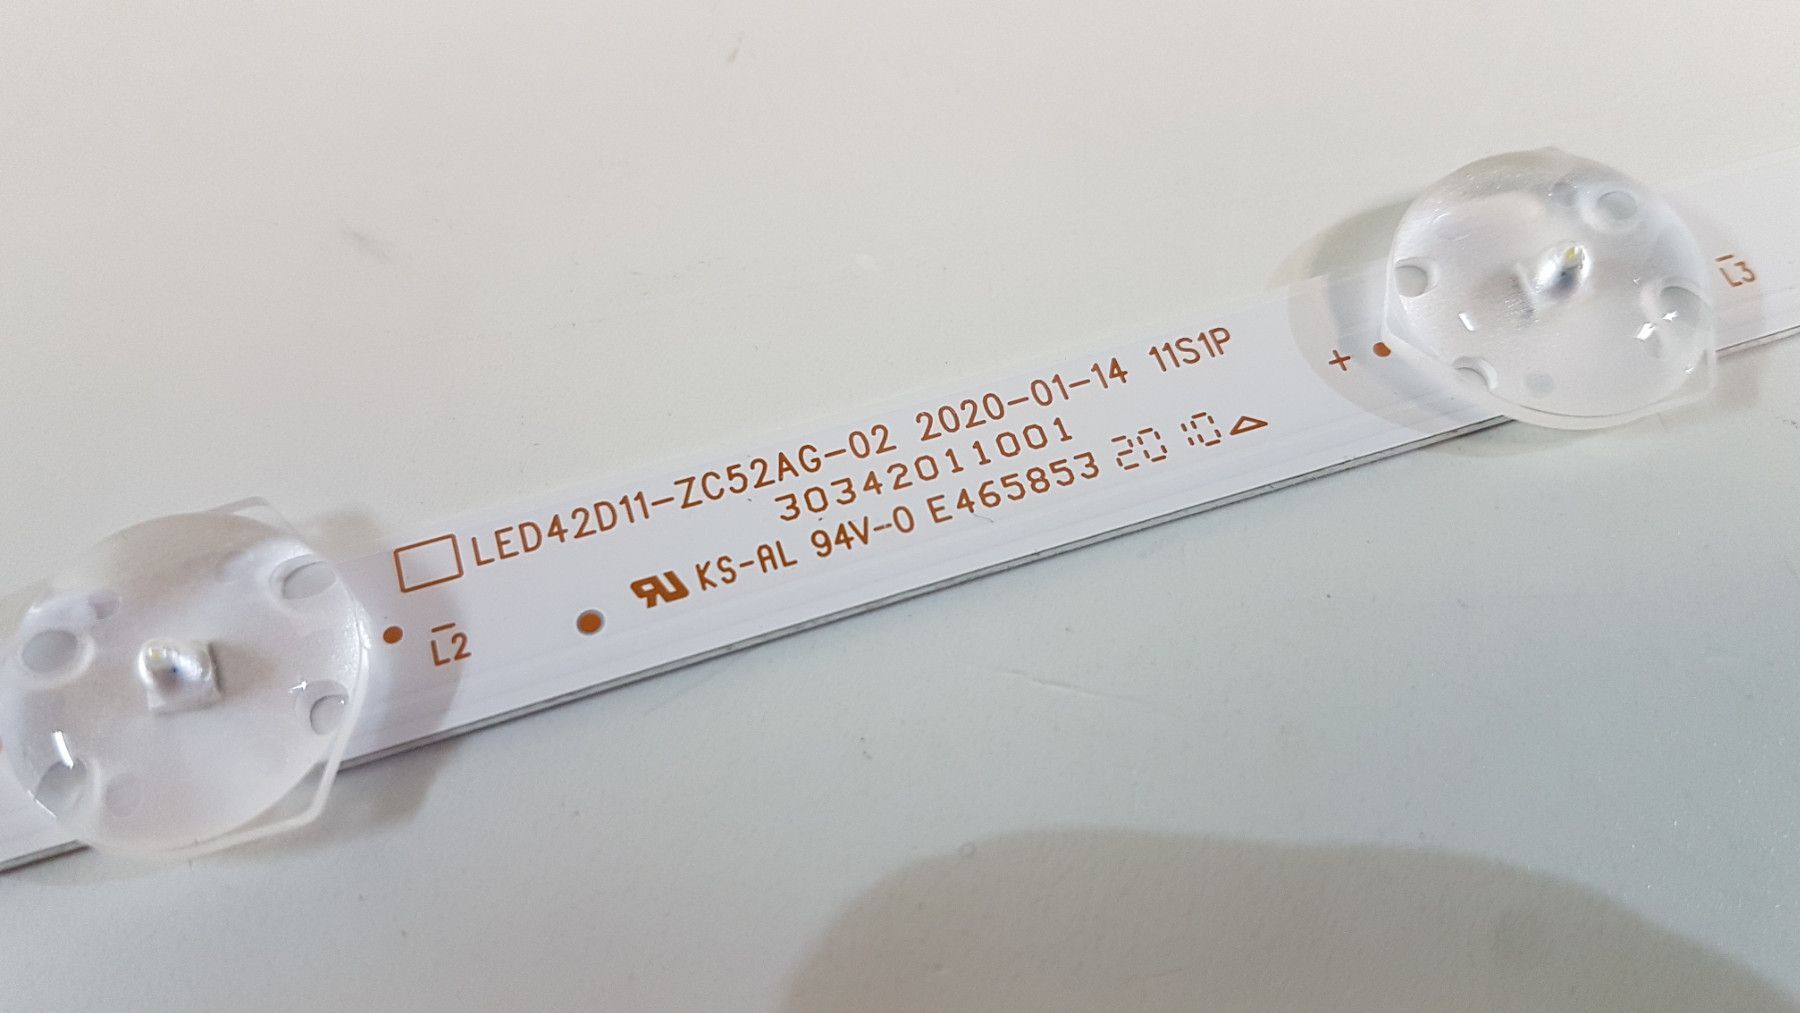 LED42D11-ZC52AG-02 2020-01-14 11S1P
30342011001
KS-AL 94V-0 E465853 20 10
L2
+
L3